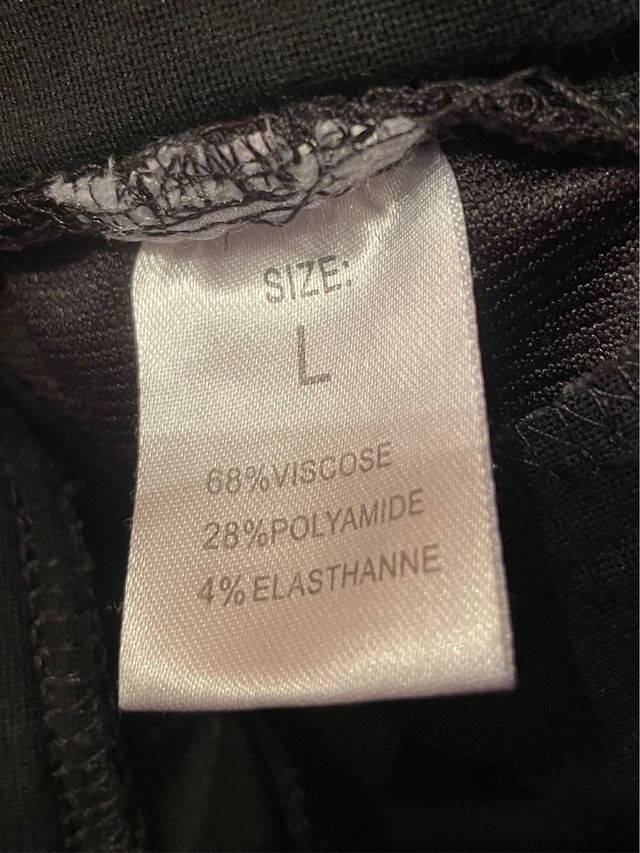 SIZE:
L
68%VISCOSE
28%POLYAMIDE
4%ELASTHANNE